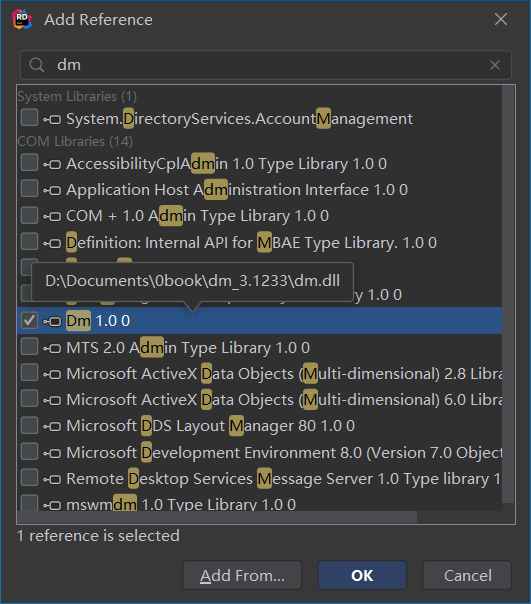 RD
Add Reference
dm
System Libraries (1)
System.DirectoryServices.AccountManagement
COM Libraries (14)
AccessibilityCplAdmin 1.0 Type Library 1.0 0
Application Host Administration Interface 1.0 0
COM + 1.0 Admin Type Library 1.0 0
Definition: Internal API for MBAE Type Library. 1.0 0
D:\Documents\0book\dm_3.1233\dm.dll
1.0 0
Dm 1.0 0
MTS 2.0 Admin Type Library 1.0 0
Microsoft ActiveX Data Objects (Multi-dimensional) 2.8 Libra
Microsoft ActiveX Data Objects (Multi-dimensional) 6.0 Libra
Microsoft DDS Layout Manager 80 1.0 0
Microsoft Development Environment 8.0 (Version 7.0 Object
Remote Desktop Services Message Server 1.0 Type library 1
mswmdm 1.0 Type Library 1.0 0
1 reference is selected
Add From... OK Cancel